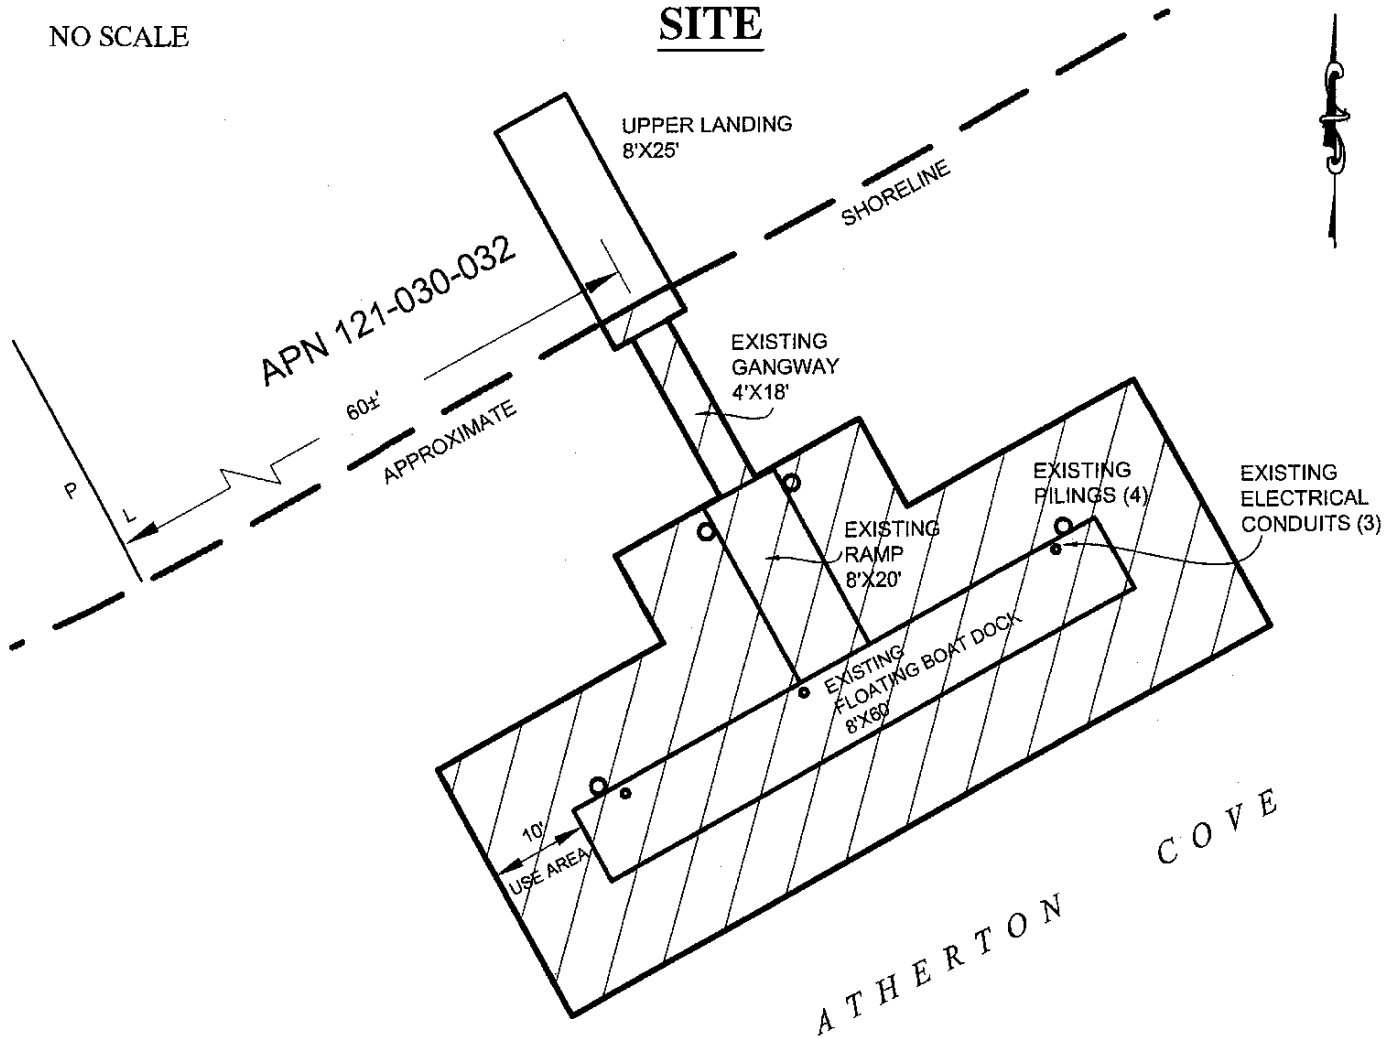 NO SCALE
SITE
UPPER LANDING
8'X25'
SHORELINE
APN 121-030-032
60±'
APPROXIMATE
P
L
EXISTING
GANGWAY
4'X18'
EXISTING
PILINGS (4)
EXISTING
ELECTRICAL
CONDUITS (3)
EXISTING
RAMP
8'X20'
EXISTING
FLOATING BOAT DOCK
8'X60'
10'
USE AREA
ATHERTON COVE